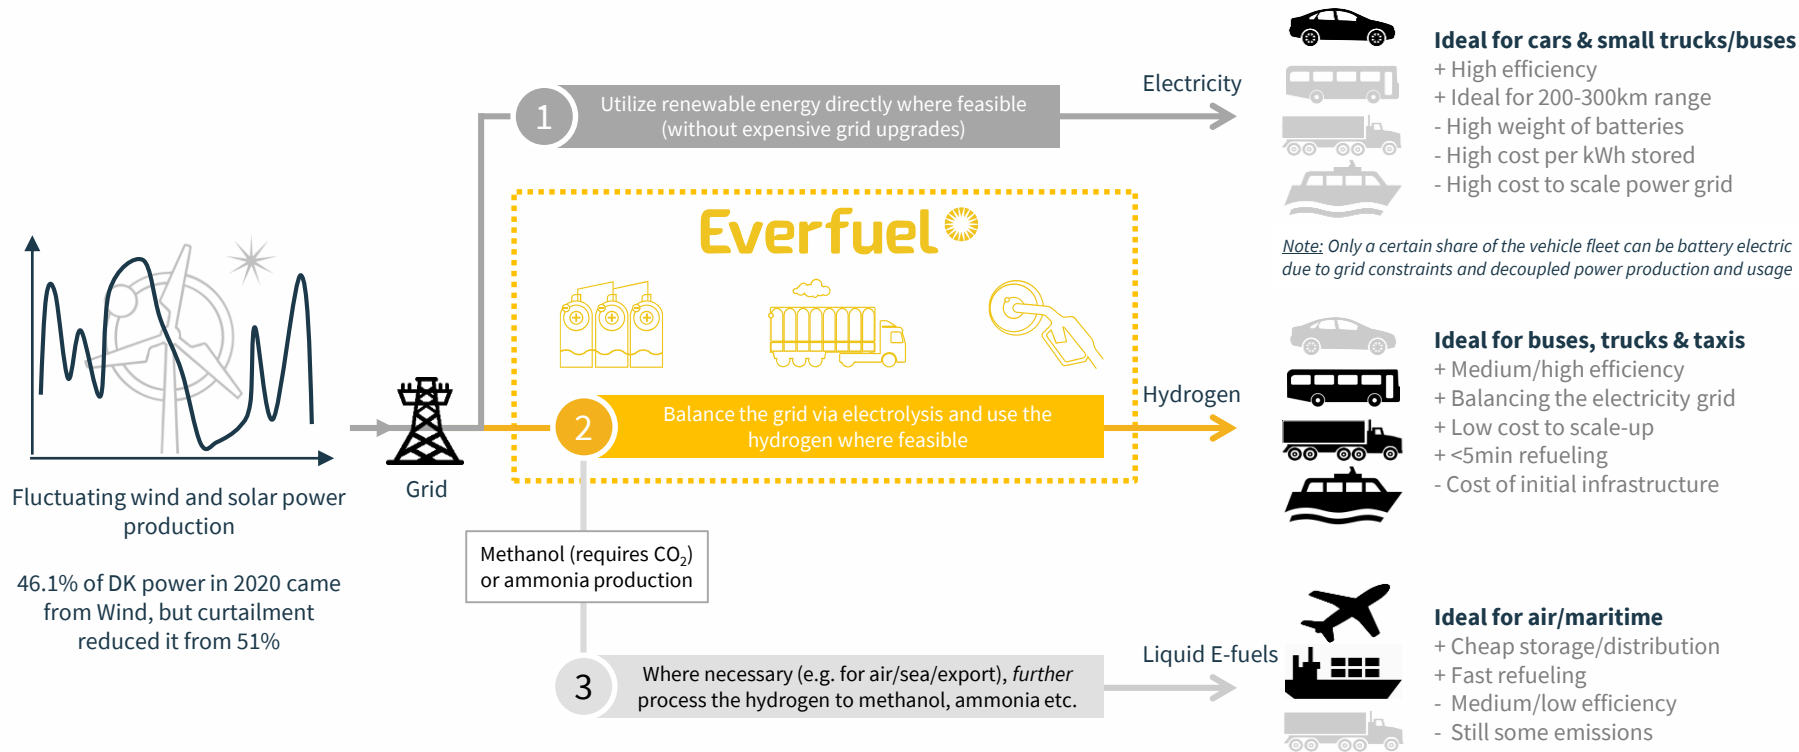 Fluctuating wind and solar power
production
46.1% of DK power in 2020 came
from Wind, but curtailment
reduced it from 51%
Grid
1
Utilize renewable energy directly where feasible
(without expensive grid upgrades)
Electricity
Ideal for cars & small trucks/buses
+ High efficiency
+ Ideal for 200-300km range
- High weight of batteries
- High cost per kWh stored
- High cost to scale power grid
Note: Only a certain share of the vehicle fleet can be battery electric
due to grid constraints and decoupled power production and usage
Everfuel
2
Balance the grid via electrolysis and use the
hydrogen where feasible
Hydrogen
Ideal for buses, trucks & taxis
+ Medium/high efficiency
+ Balancing the electricity grid
+ Low cost to scale-up
+ <5min refueling
- Cost of initial infrastructure
Methanol (requires CO₂)
or ammonia production
3
Where necessary (e.g. for air/sea/export), further
process the hydrogen to methanol, ammonia etc.
Liquid E-fuels
Ideal for air/maritime
+ Cheap storage/distribution
+ Fast refueling
- Medium/low efficiency
- Still some emissions